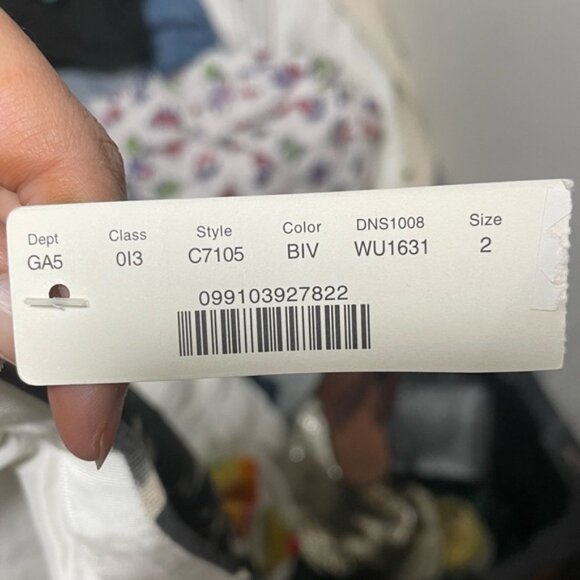 Dept Class Style Color DNS1008 Size
GA5 0I3 C7105 BIV WU1631 2
099103927822